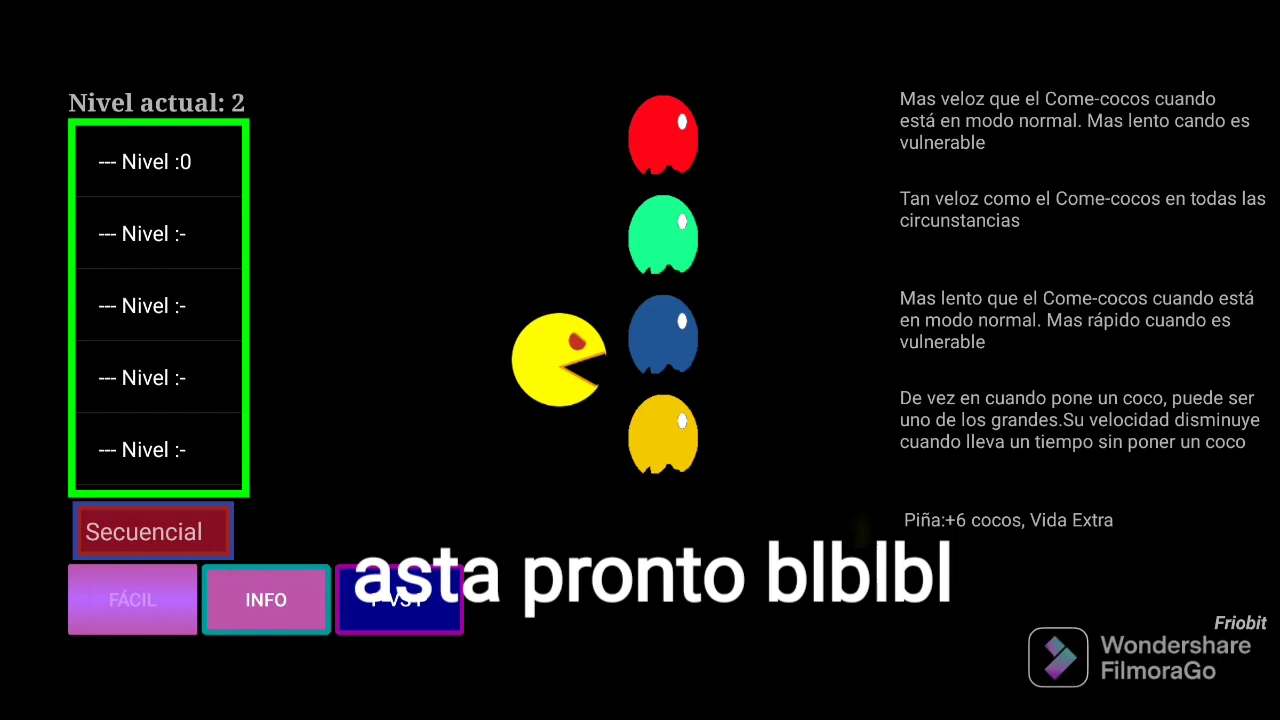 Nivel actual: 2
--- Nivel :0
--- Nivel :-
--- Nivel :-
--- Nivel :-
--- Nivel :-
Secuencial
FÁCIL
INFO
Mas veloz que el Come-cocos cuando
está en modo normal. Mas lento cando es
vulnerable
Tan veloz como el Come-cocos en todas las
circunstancias
Mas lento que el Come-cocos cuando está
en modo normal. Mas rápido cuando es
vulnerable
De vez en cuando pone un coco, puede ser
uno de los grandes.Su velocidad disminuye
cuando lleva un tiempo sin poner un coco
Piña:+6 cocos, Vida Extra
asta pronto blblbl
Friobit
Wondershare
FilmoraGo